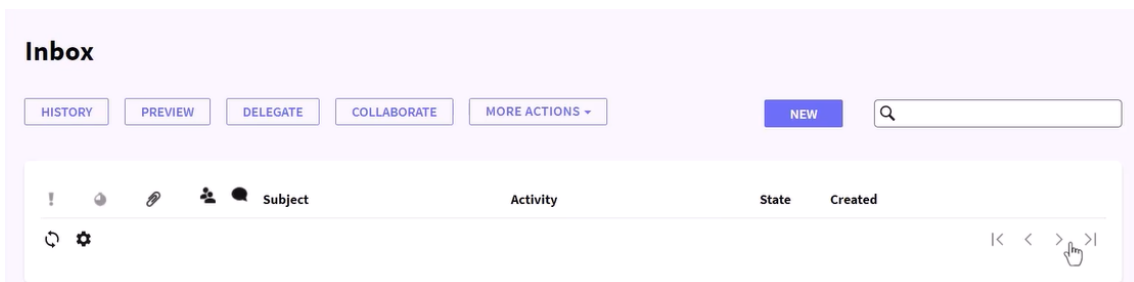 Inbox
HISTORY PREVIEW DELEGATE COLLABORATE MORE ACTIONS NEW
Subject Activity State Created